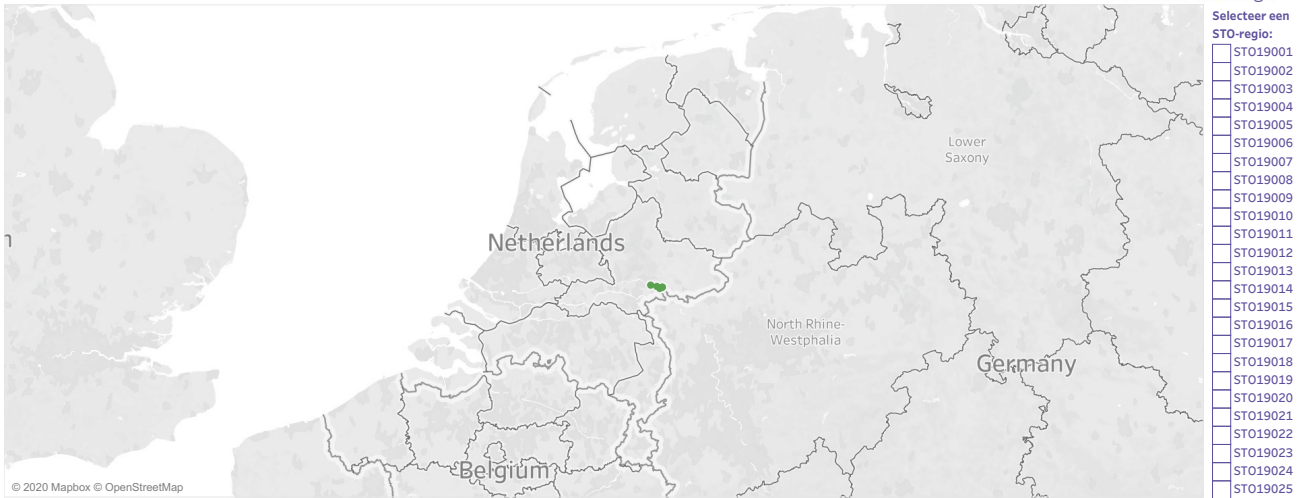 Selecteer een
STO-regio:
STO19001
STO19002
STO19003
STO19004
STO19005
STO19006
STO19007
STO19008
STO19009
STO19010
STO19011
STO19012
STO19013
STO19014
STO19015
STO19016
STO19017
STO19018
STO19019
STO19020
STO19021
STO19022
STO19023
STO19024
STO19025
Lower
Saxony
Netherlands
North Rhine-
Westphalia
Germany
Belgium
© 2020 Mapbox © OpenStreetMap